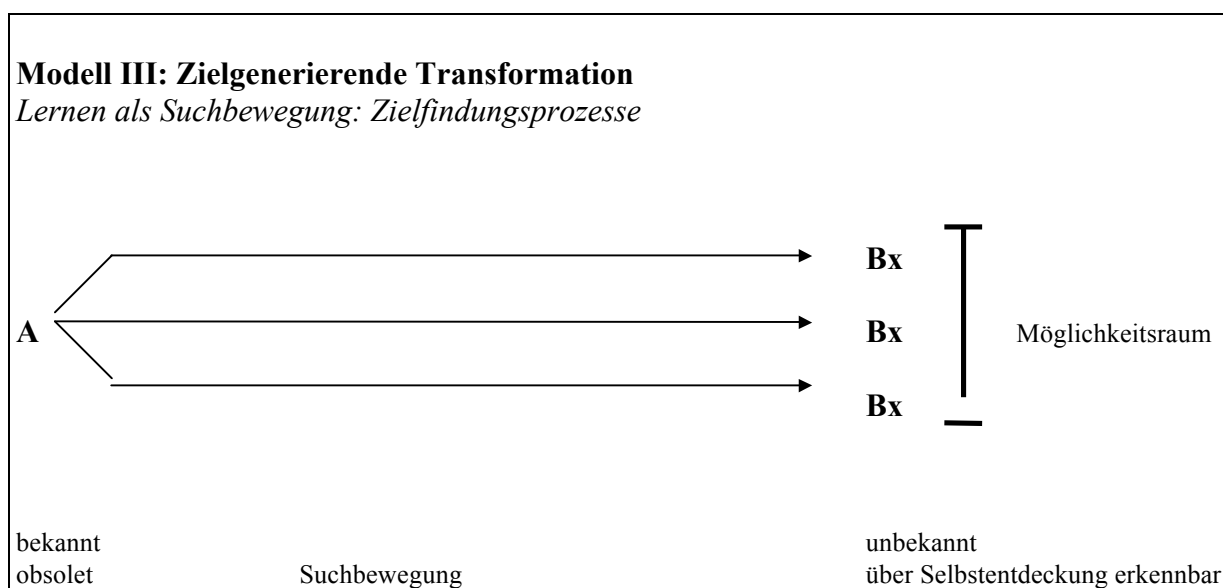 Modell III: Zielgenerierende Transformation
Lernen als Suchbewegung: Zielfindungsprozesse
Bx
A Bx Möglichkeitsraum
Bx
bekannt unbekannt
obsolet Suchbewegung über Selbstentdeckung erkennbar